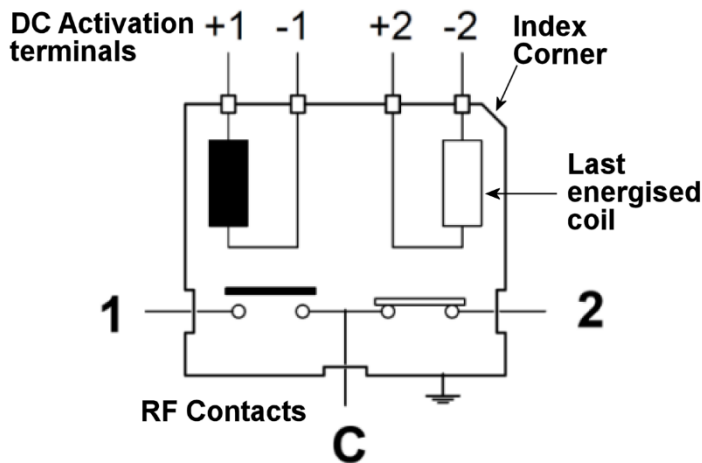 DC Activation
terminals
+1 -1 +2 -2
Index
Corner
Last
energised
coil
1
2
RF Contacts
C